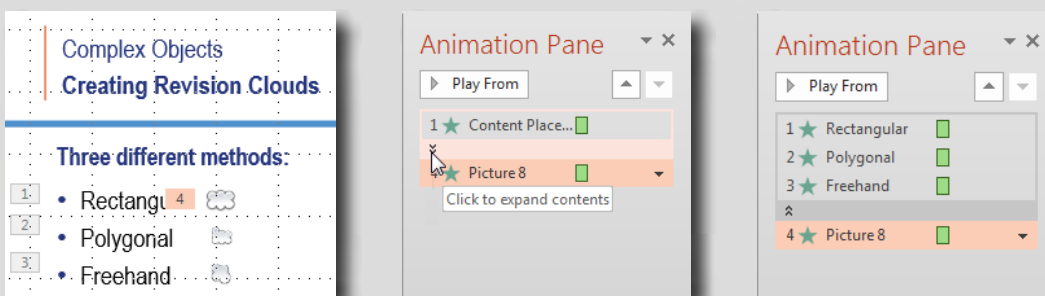 Complex Objects
Creating Revision Clouds
Three different methods:
1
• Rectangu 4
2
• Polygonal
3
• Freehand
Animation Pane
Play From
1 Content Place...
4 Picture 8
Click to expand contents
Animation Pane
Play From
1 Rectangular
2 Polygonal
3 Freehand
4 Picture 8